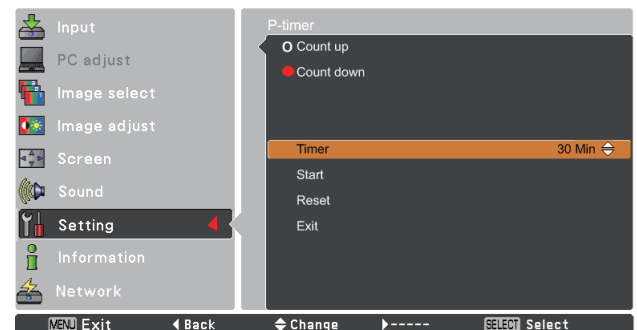 Input
PC adjust
Image select
Image adjust
Screen
Sound
Setting
Information
Network
P-timer
Count up
Count down
Timer 30 Min
Start
Reset
Exit
MENU Exit Back Change ----- SELECT Select